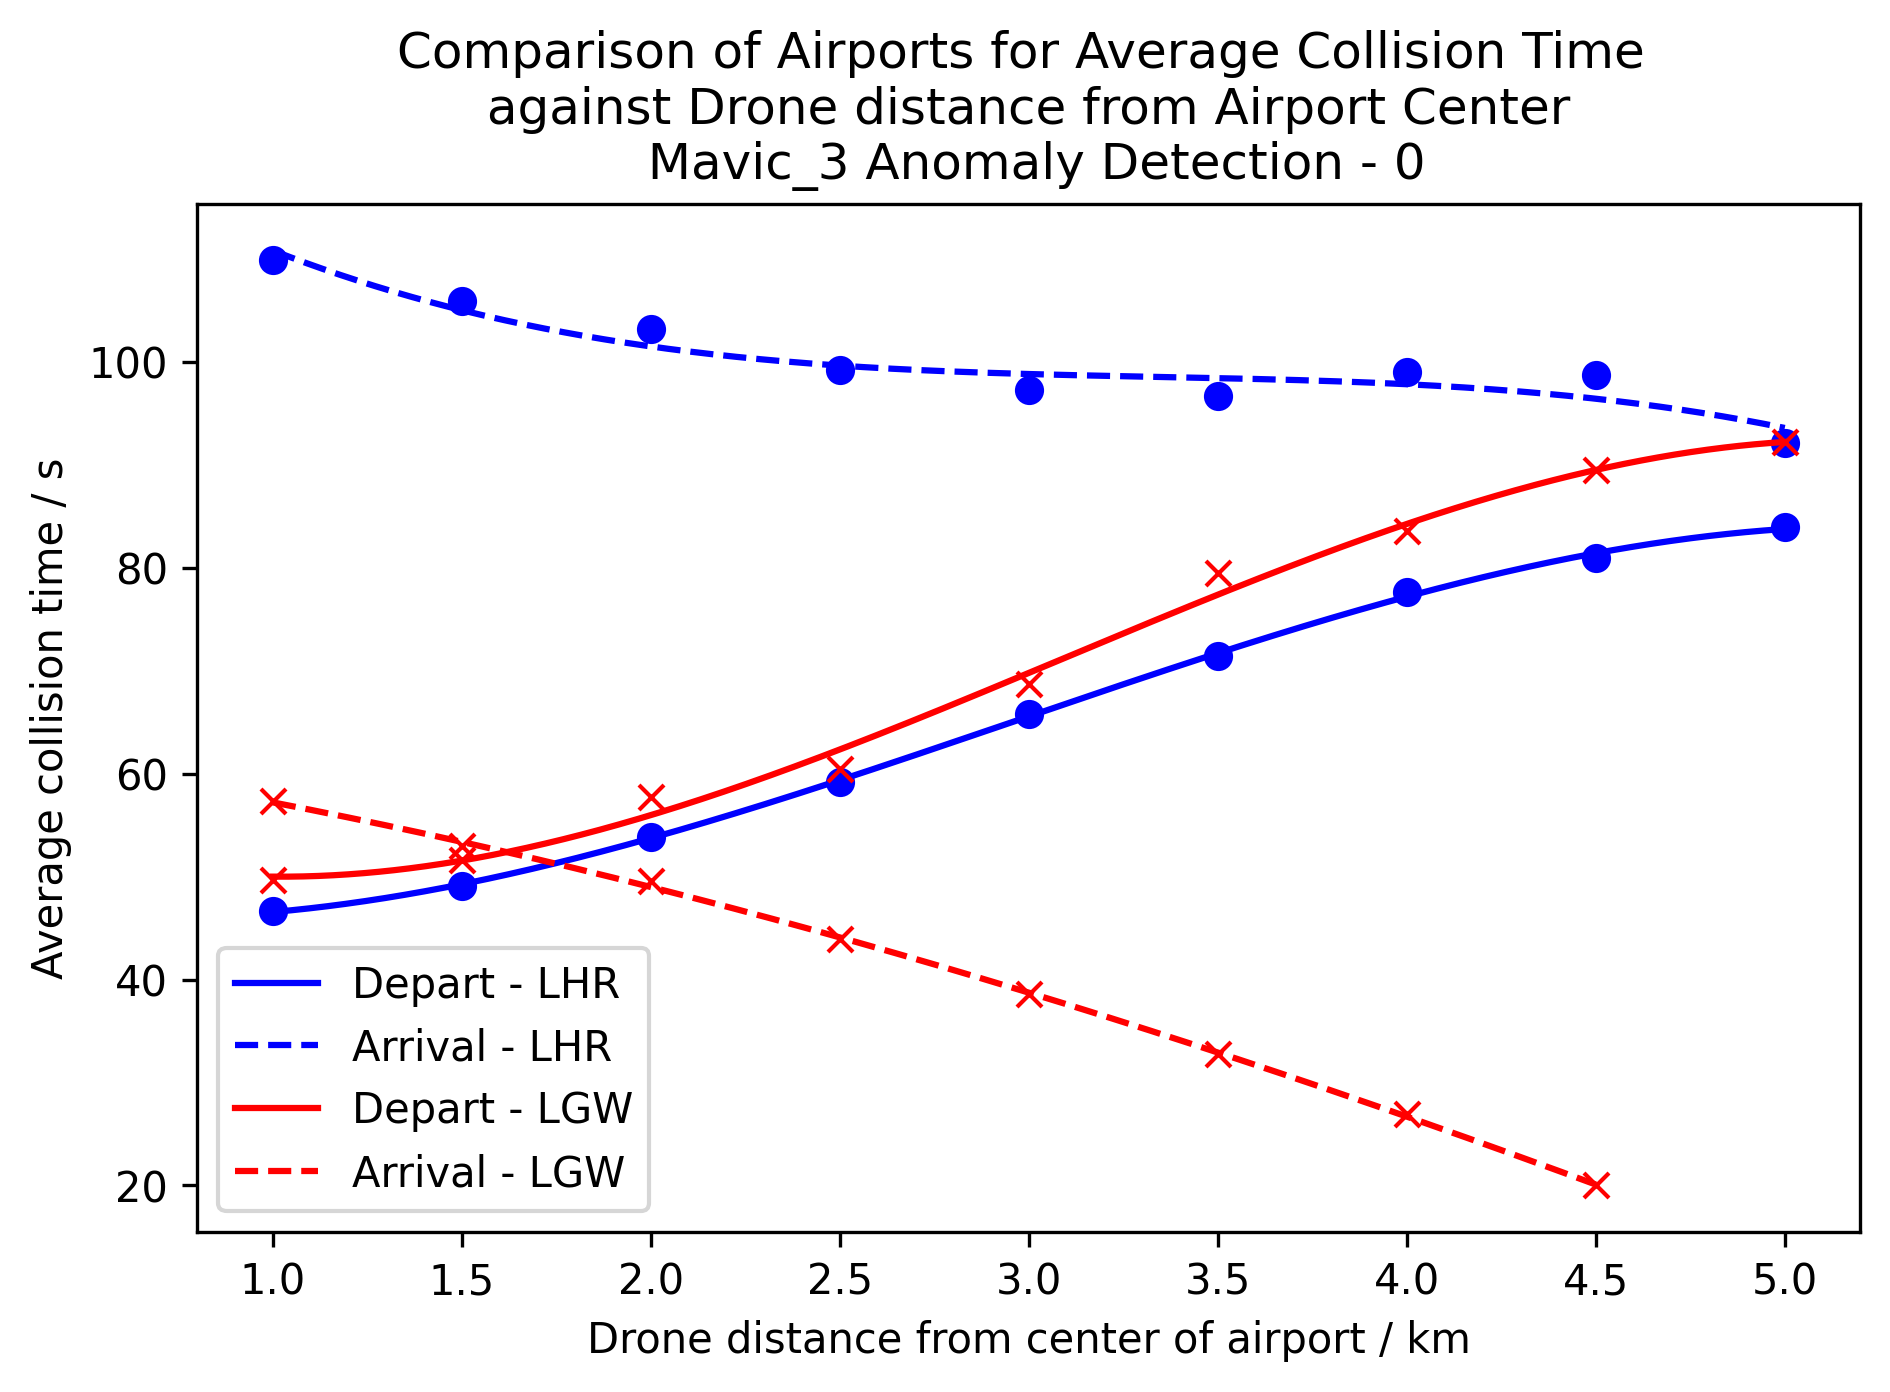 Comparison of Airports for Average Collision Time
against Drone distance from Airport Center
Mavic_3 Anomaly Detection - 0
Average collision time / s
100
80
60
40
20
Depart - LHR
Arrival - LHR
Depart - LGW
Arrival - LGW
1.0 1.5 2.0 2.5 3.0 3.5 4.0 4.5 5.0
Drone distance from center of airport / km